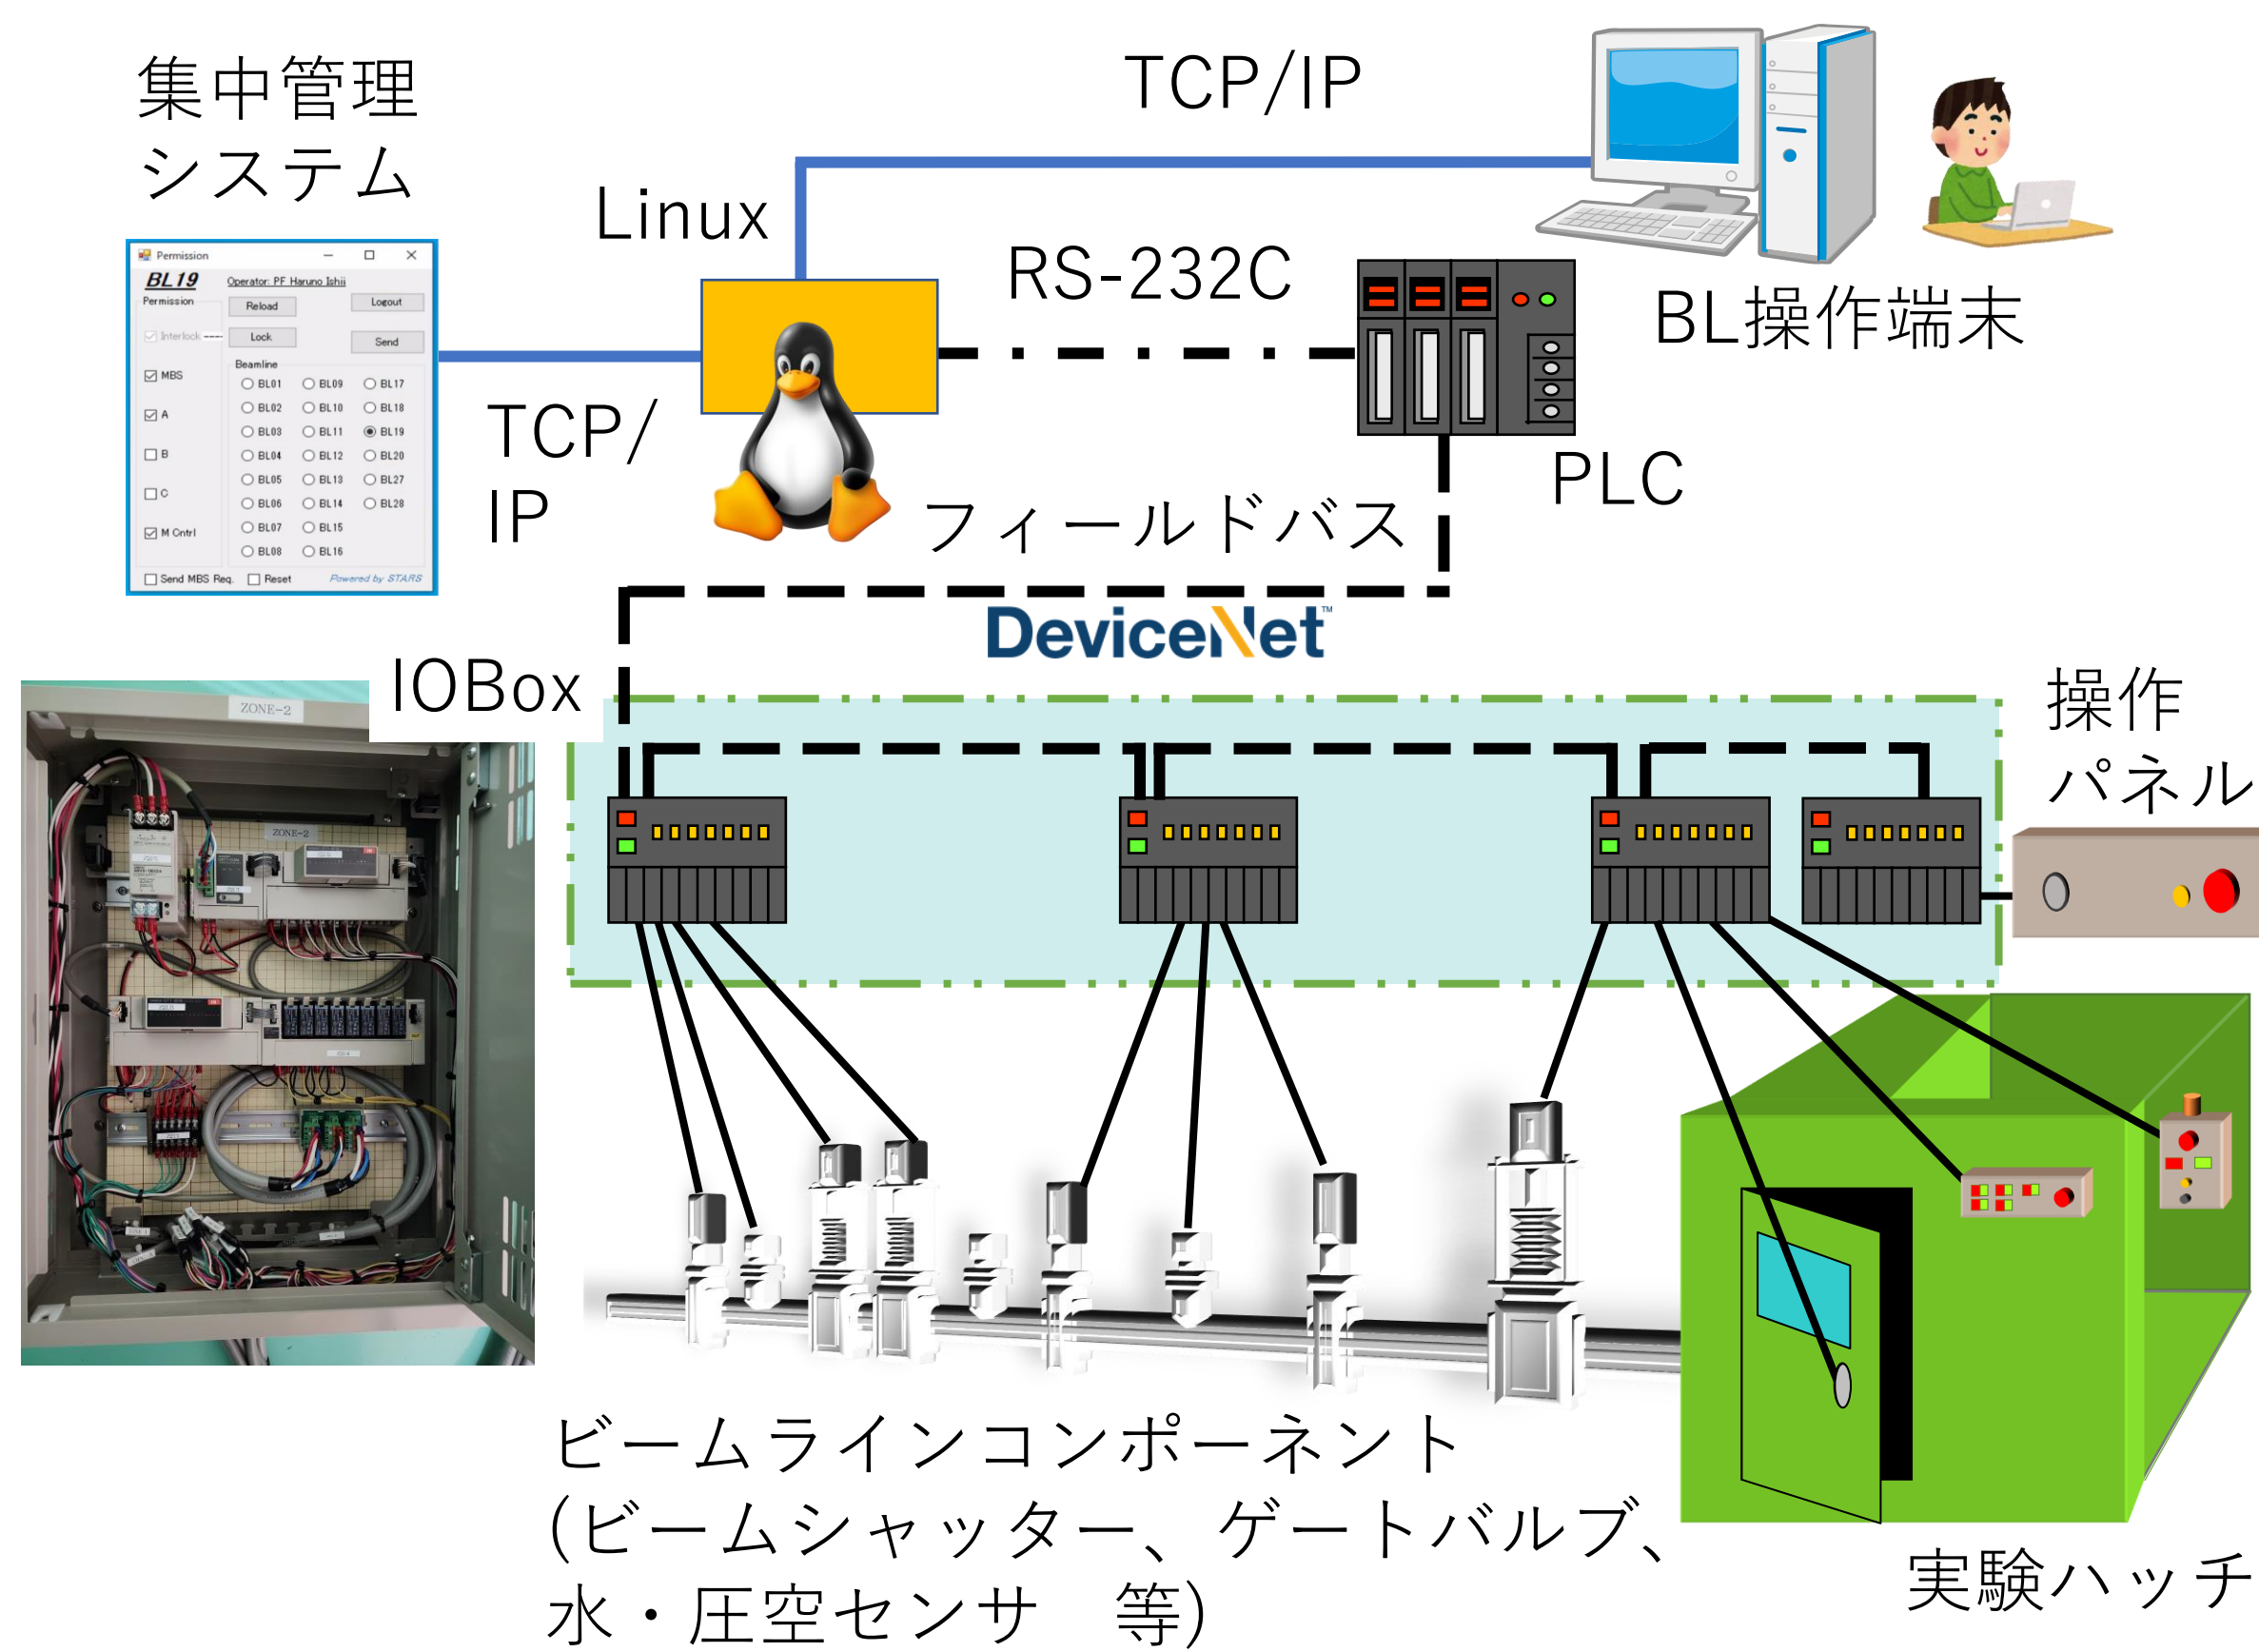 集中管理
システム
TCP/IP
Linux
RS-232C
BL操作端末
PLC
TCP/
IP
フィールドバス
DeviceNet™
IOBox
操作
パネル
Permission
BL19
Operator: PF Haruno Ishii
Permission
Reload
Logout
Interlock ----
Lock
Send
Beamline
MBS
A
B
C
M Cntrl
BL01 BL09 BL17
BL02 BL10 BL18
BL03 BL11 BL19
BL04 BL12 BL20
BL05 BL13 BL27
BL06 BL14 BL28
BL07 BL15
BL08 BL16
Send MBS Req. Reset
Powered by STARS
ZONE-2
ZONE-2
ビームラインコンポーネント
(ビームシャッター、ゲートバルブ、
水・圧空センサ　等)
実験ハッチ